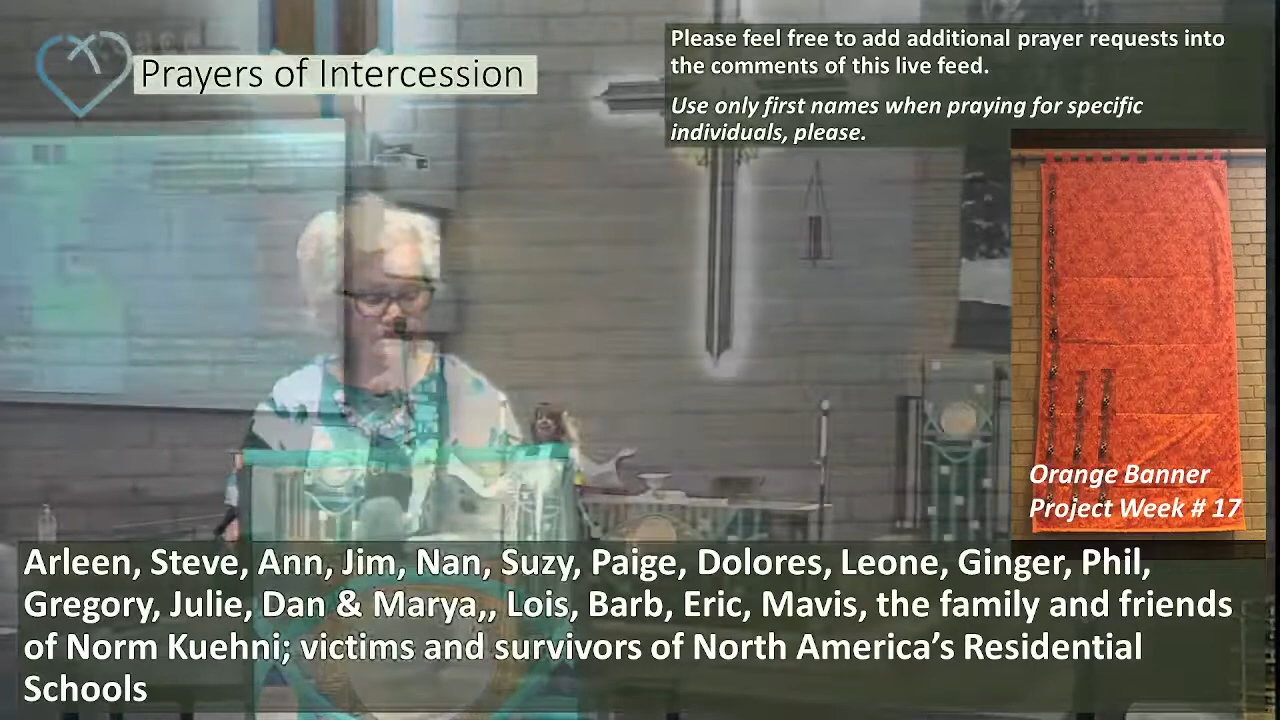 Prayers of Intercession
Please feel free to add additional prayer requests into
the comments of this live feed.
Use only first names when praying for specific
individuals, please.
Orange Banner
Project Week # 17
Arleen, Steve, Ann, Jim, Nan, Suzy, Paige, Dolores, Leone, Ginger, Phil,
Gregory, Julie, Dan & Marya,, Lois, Barb, Eric, Mavis, the family and friends
of Norm Kuehni; victims and survivors of North America’s Residential
Schools